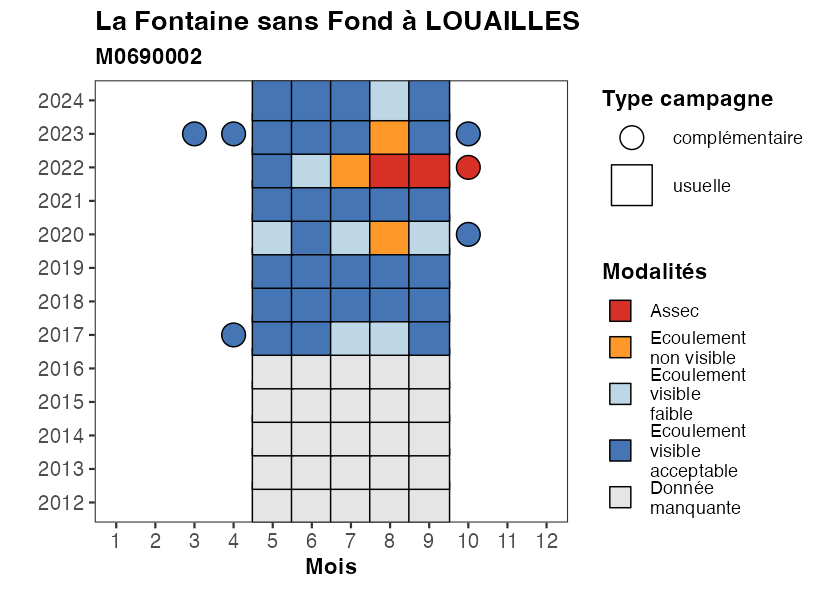 La Fontaine sans Fond à LOUAILLES
M0690002
2024
2023
2022
2021
2020
2019
2018
2017
2016
2015
2014
2013
2012
1 2 3 4 5 6 7 8 9 10 11 12
Mois
Type campagne
complémentaire
usuelle
Modalités
Assec
Ecoulement
non visible
Ecoulement
visible
faible
Ecoulement
visible
acceptable
Donnée
manquante